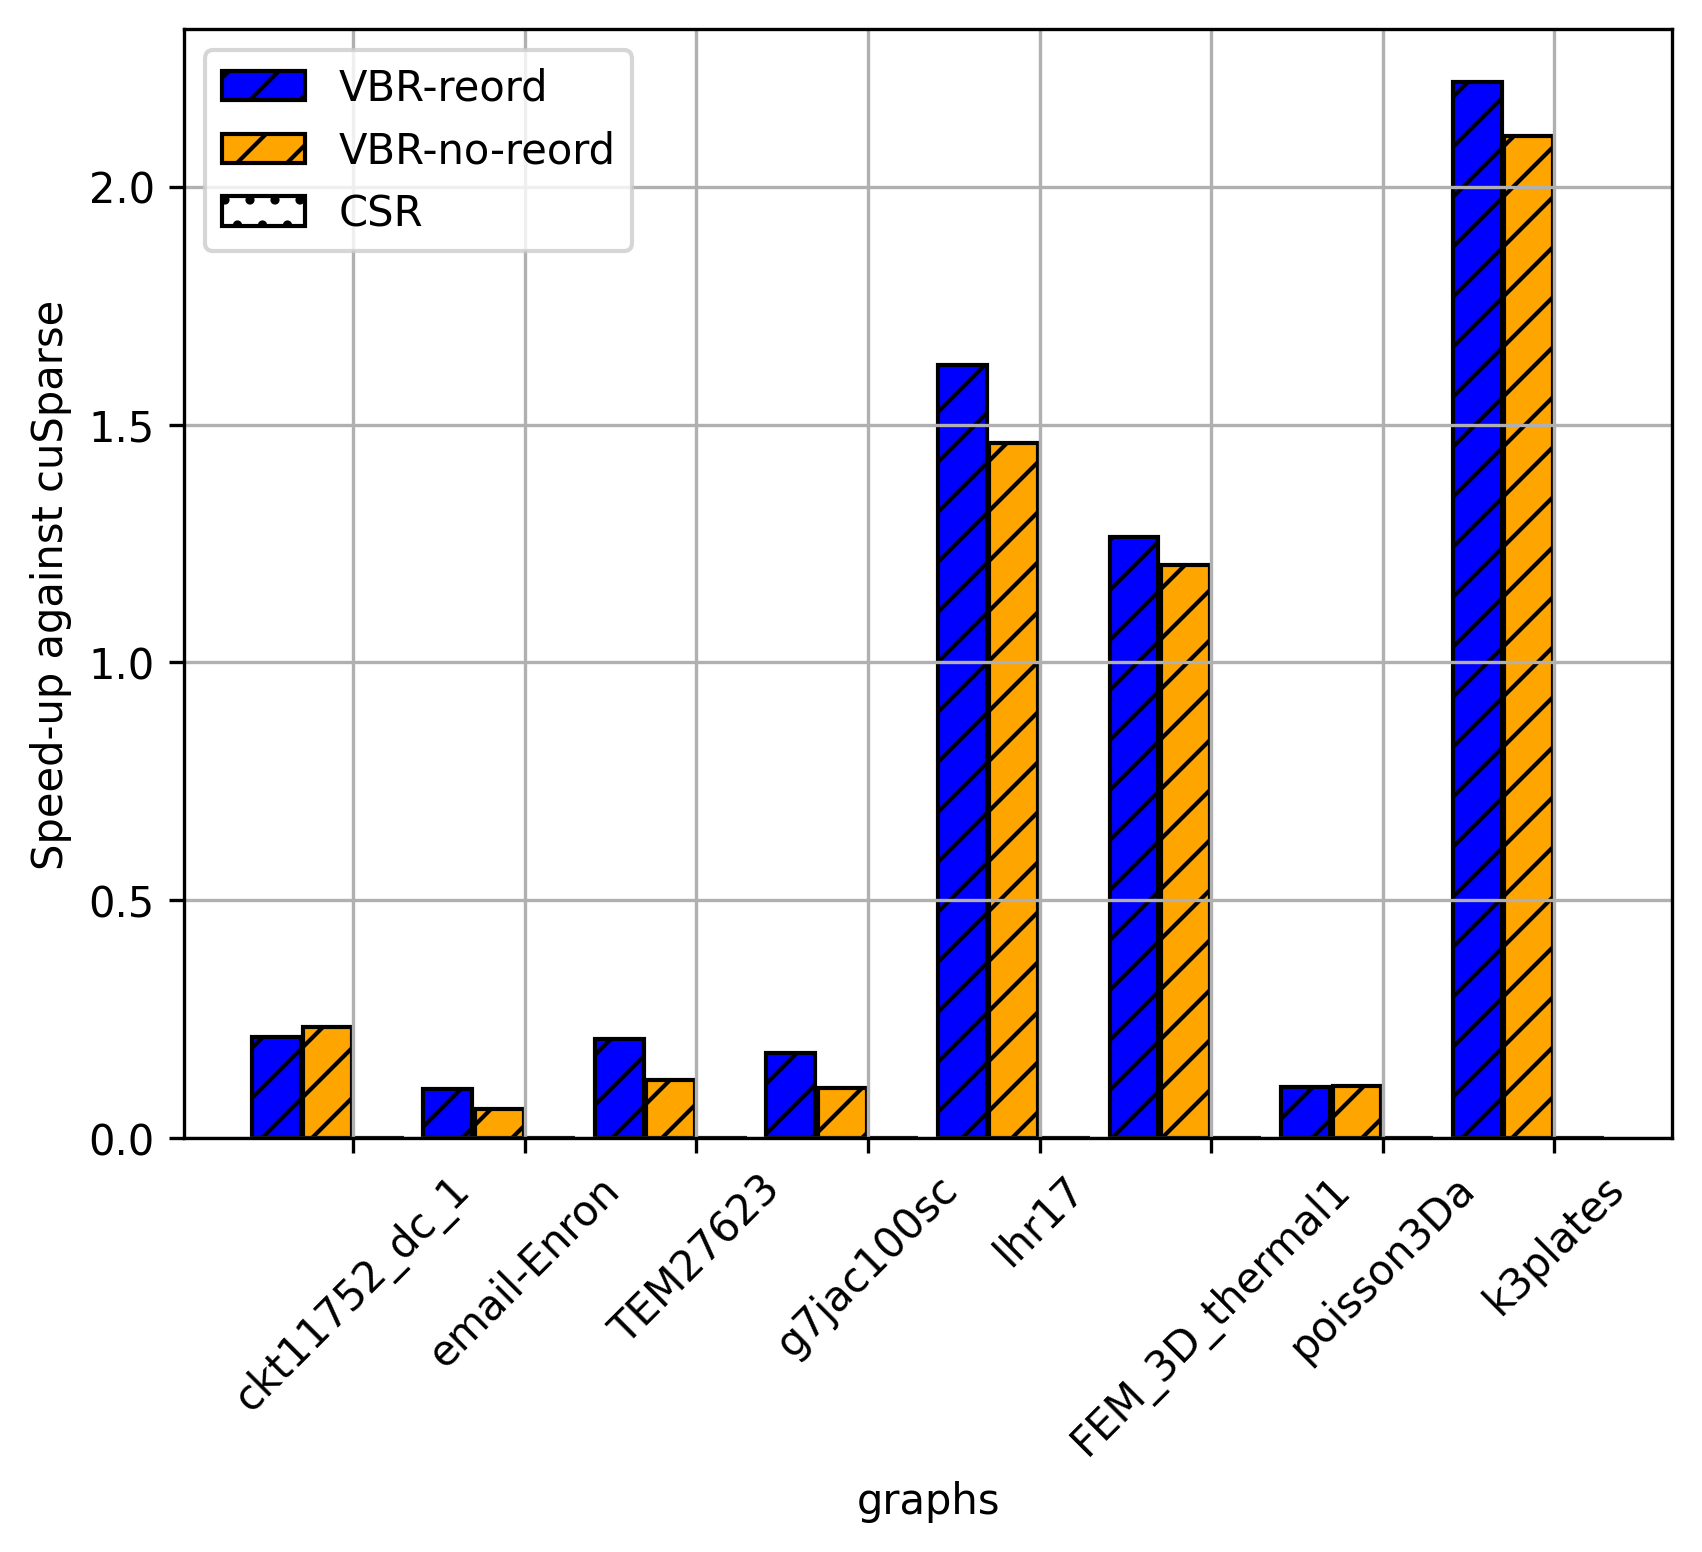 VBR-reord
VBR-no-reord
CSR
Speed-up against cuSparse
2.0
1.5
1.0
0.5
0.0
ckt11752_dc_1
email-Enron
TEM27623
g7jac100sc
lhr17
FEM_3D_thermal1
poisson3Da
k3plates
graphs